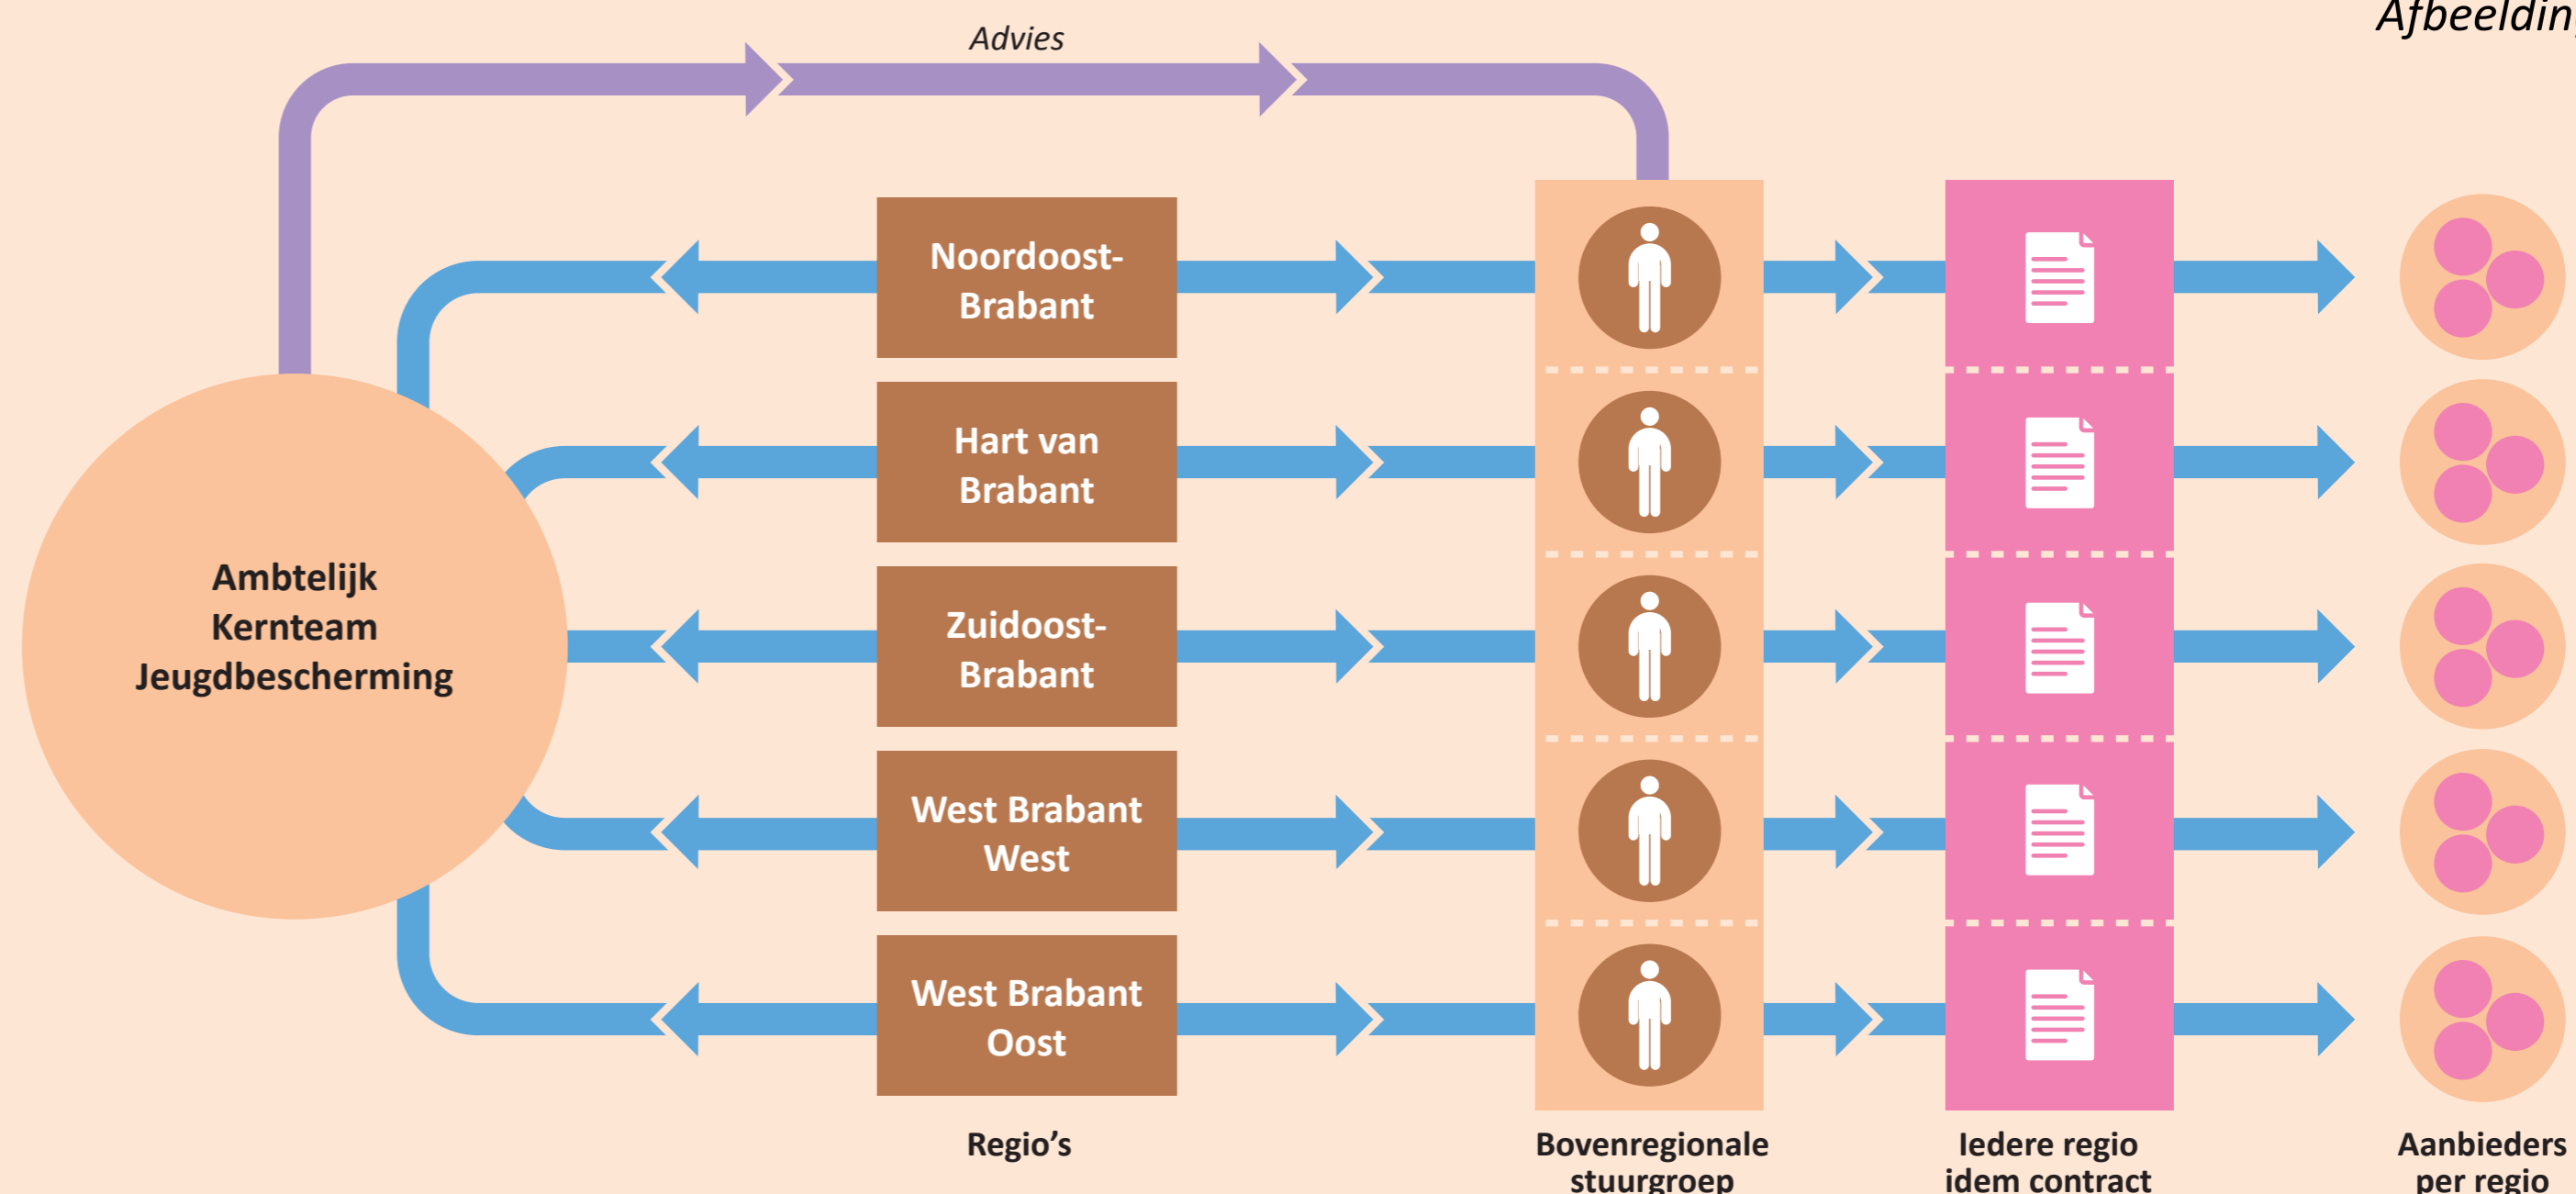 Advies
Noordoost-
Brabant
Hart van
Brabant
Ambtelijk
Kernteam
Jeugdbescherming
Zuidoost-
Brabant
West Brabant
West
West Brabant
Oost
Regio’s
Bovenregionale
stuurgroep
Iedere regio
idem contract
Aanbieders
per regio